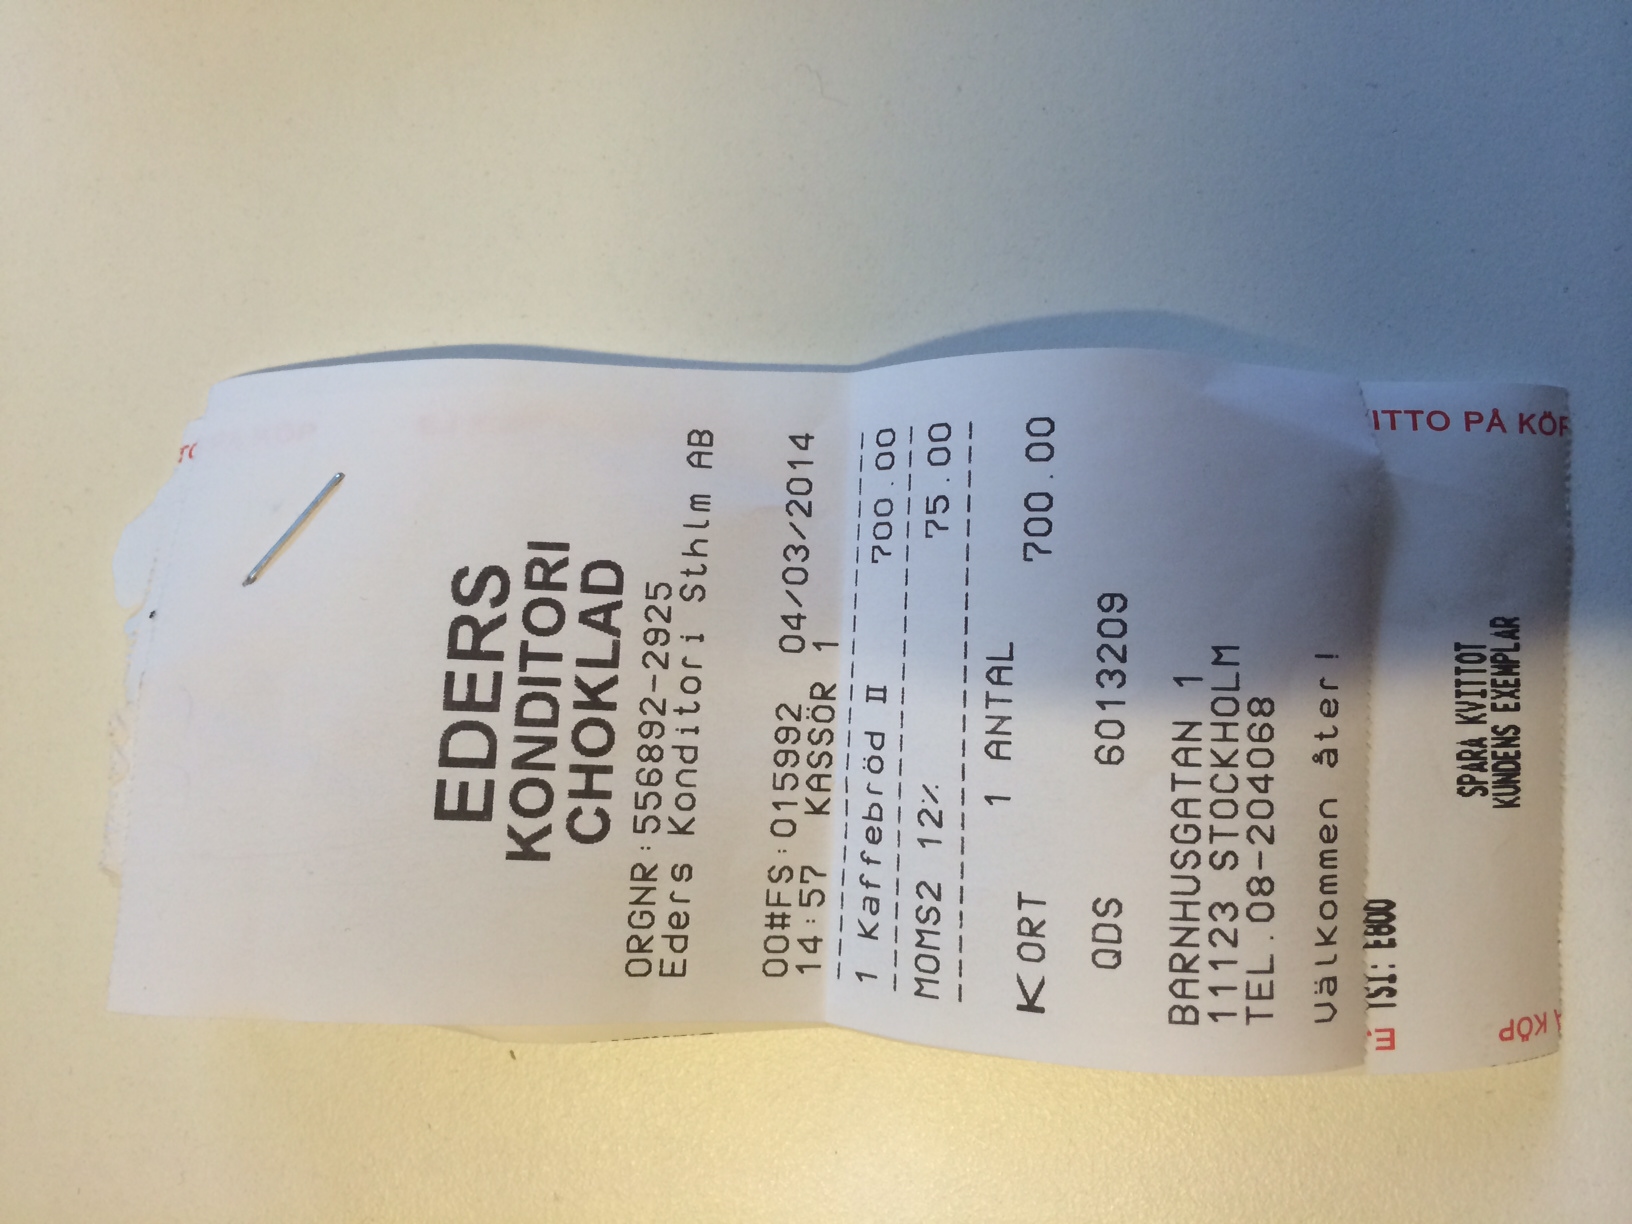 EDERS
KONDITORI
CHOKLAD
ORGNR:556892-2925
Eders Konditori Sthlm AB
00#FS:015992 04/03/2014
14:57 KASSÖR 1
1 Kaffebröd II 700.00
MOMS2 12% 75.00
1 ANTAL
KORT 700.00
QDS 6013209
BARNHUSGATAN 1
11123 STOCKHOLM
TEL.08-204068
Välkommen åter!
TSI: E800
SPARA KVITTOT
KUNDENS EXEMPLAR
ITTO PÅ KÖP
Å KÖP